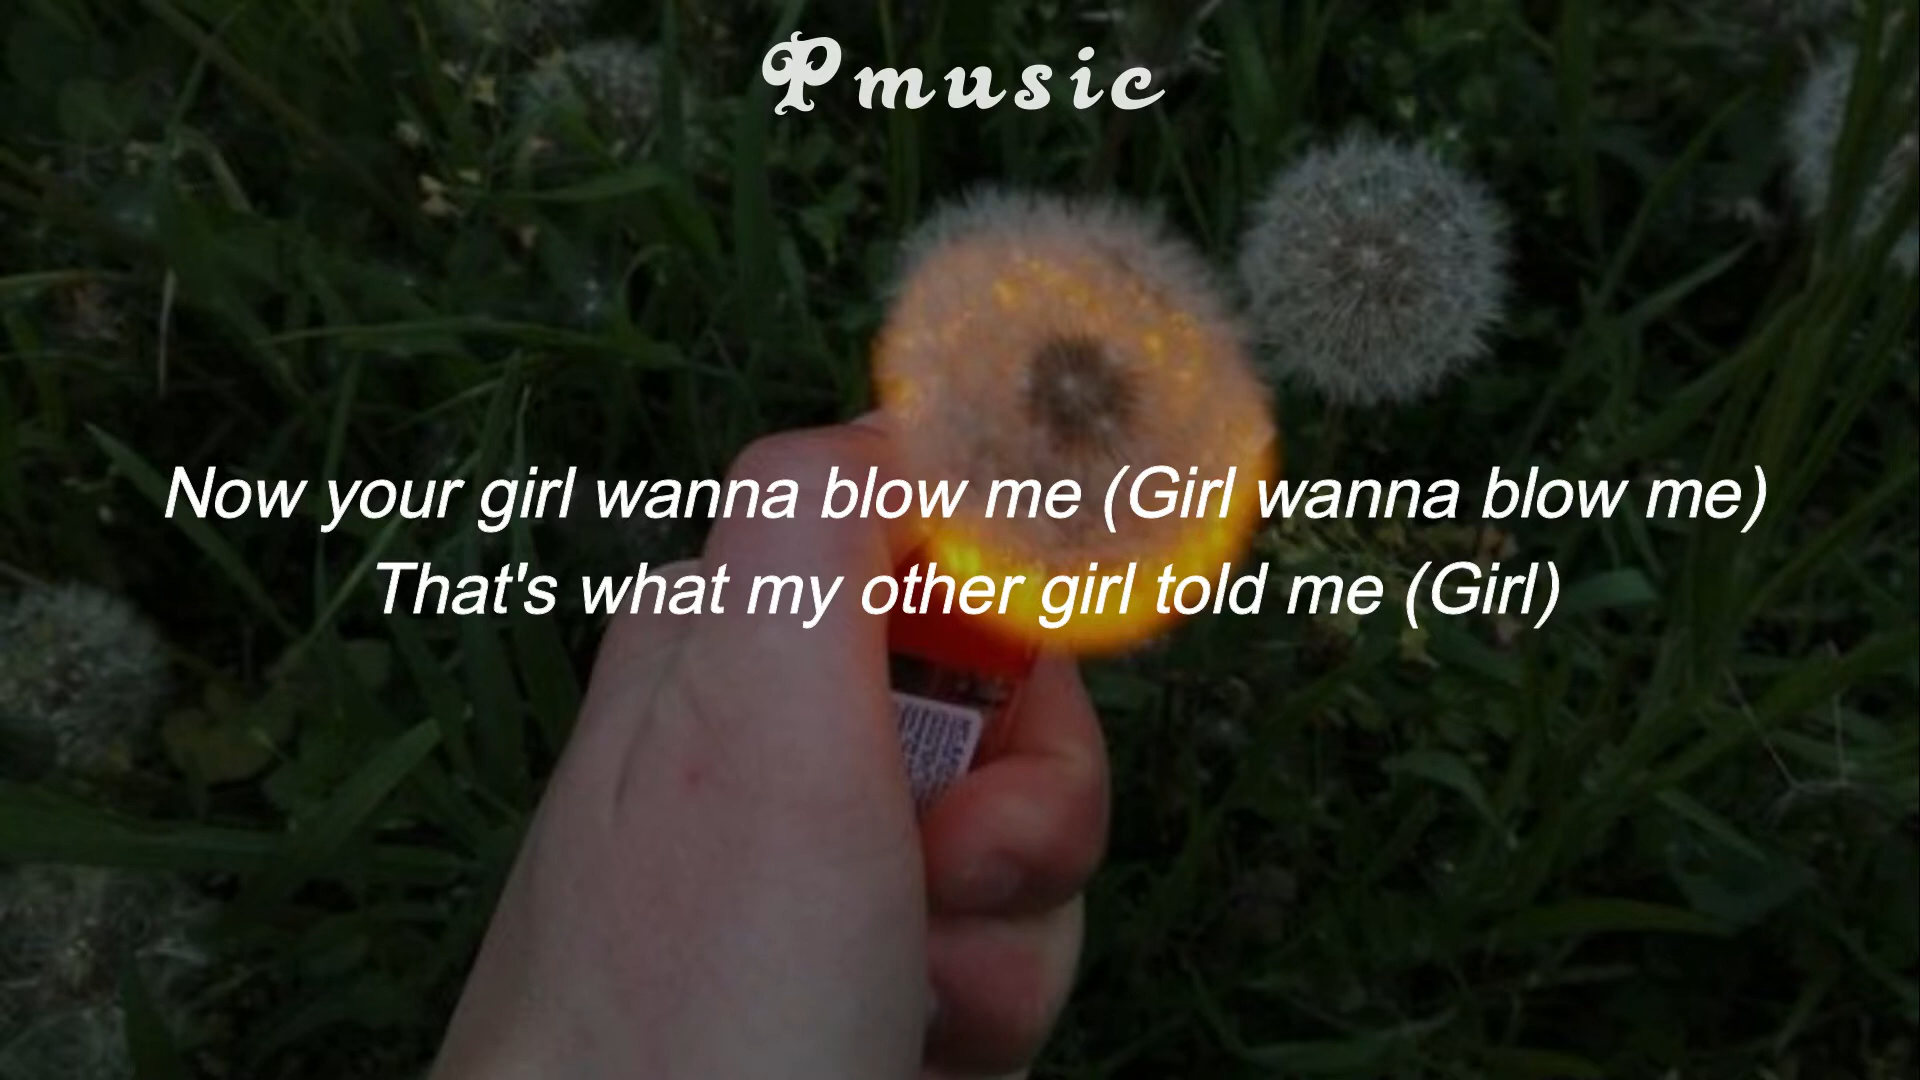 Pmusic
Now your girl wanna blow me (Girl wanna blow me)
That's what my other girl told me (Girl)